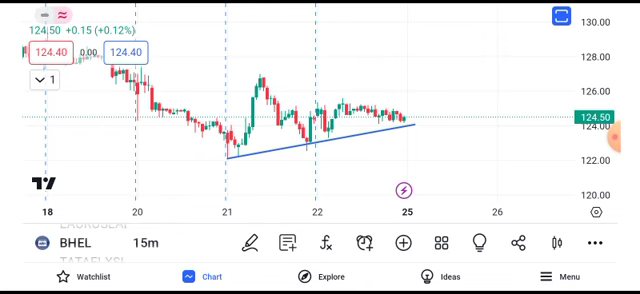 130.00
124.50 +0.15 (+0.12%)
124.40 0.00 124.40
128.00
1
126.00
124.50
124.00
122.00
120.00
18 20 21 22 25 26
BHEL 15m
Watchlist Chart Explore Ideas Menu